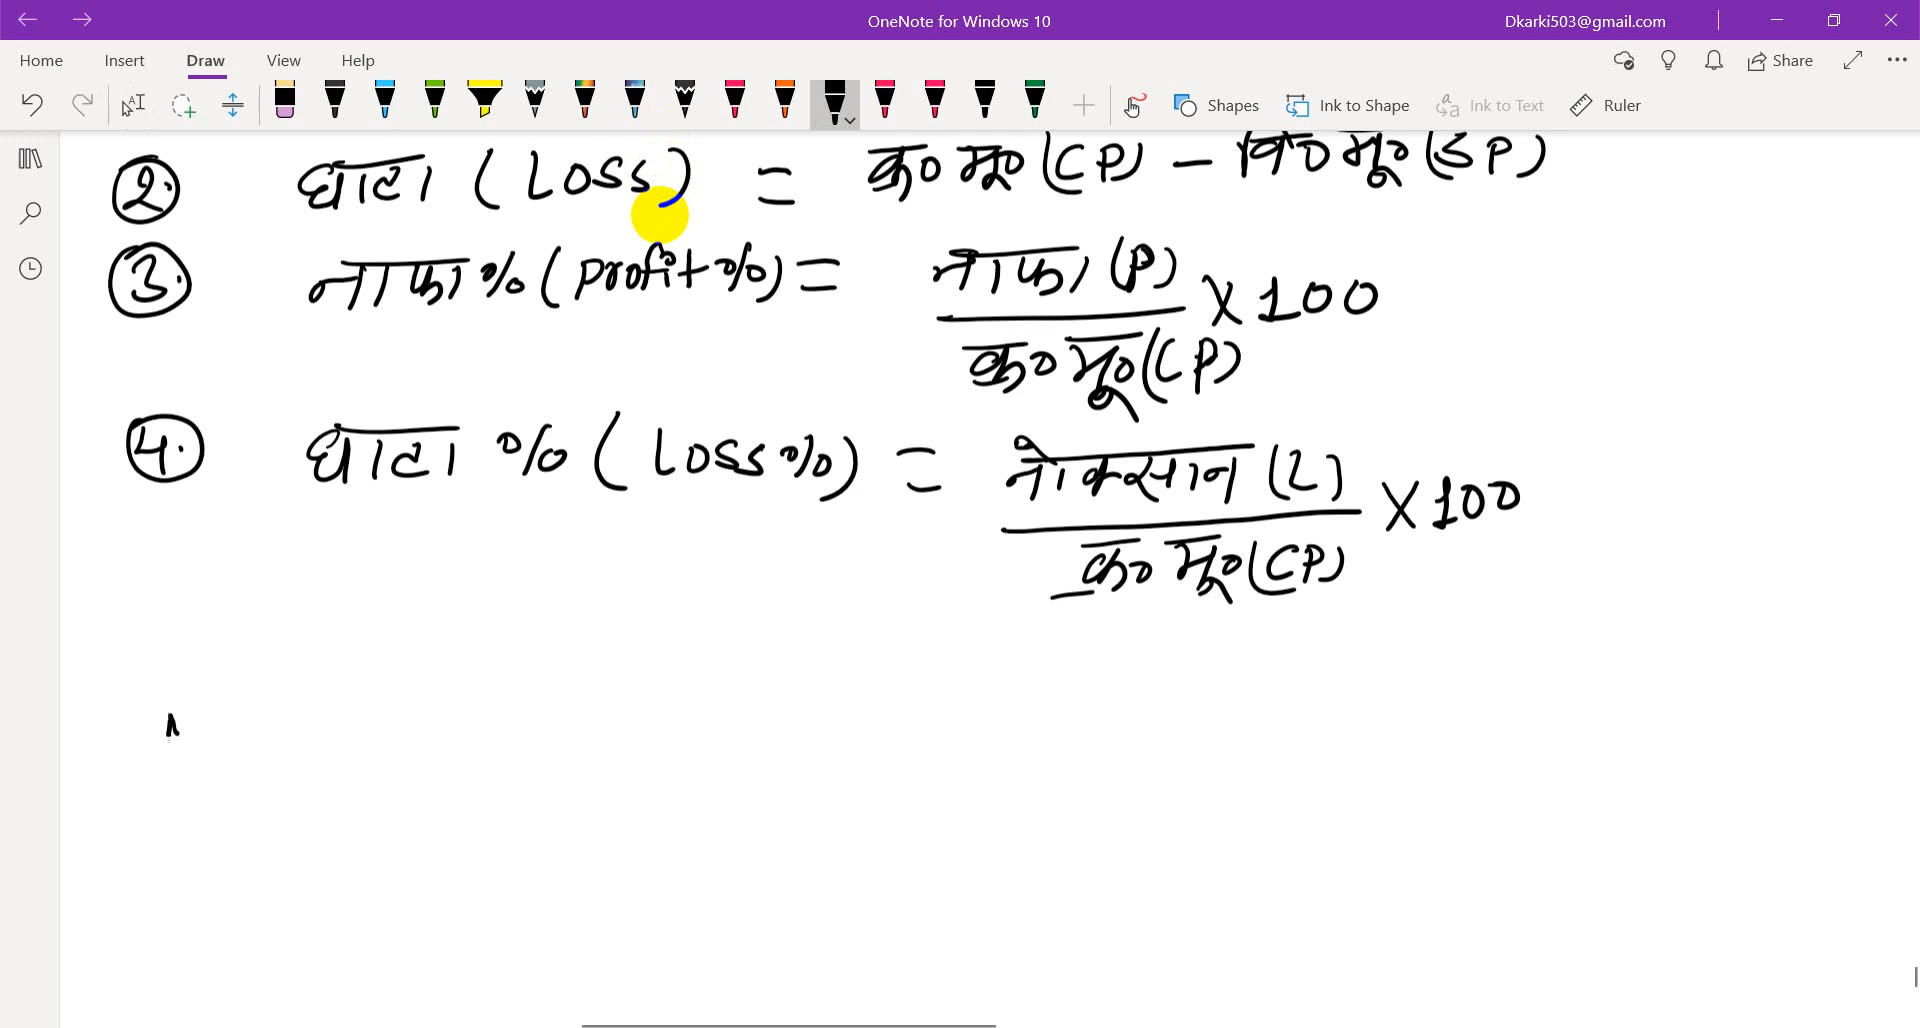 OneNote for Windows 10
Dkarki503@gmail.com
Home Insert Draw View Help
Share
Shapes Ink to Shape Ink to Text Ruler
2. घाटा (Loss) = क्र० मू० (CP) – वि० मू० (SP)
3. नाफा % (Profit %) = नाफा (P) / क्र० मू० (CP) × 100
4. घाटा % (Loss %) = नोक्सान (L) / क्र० मू० (CP) × 100